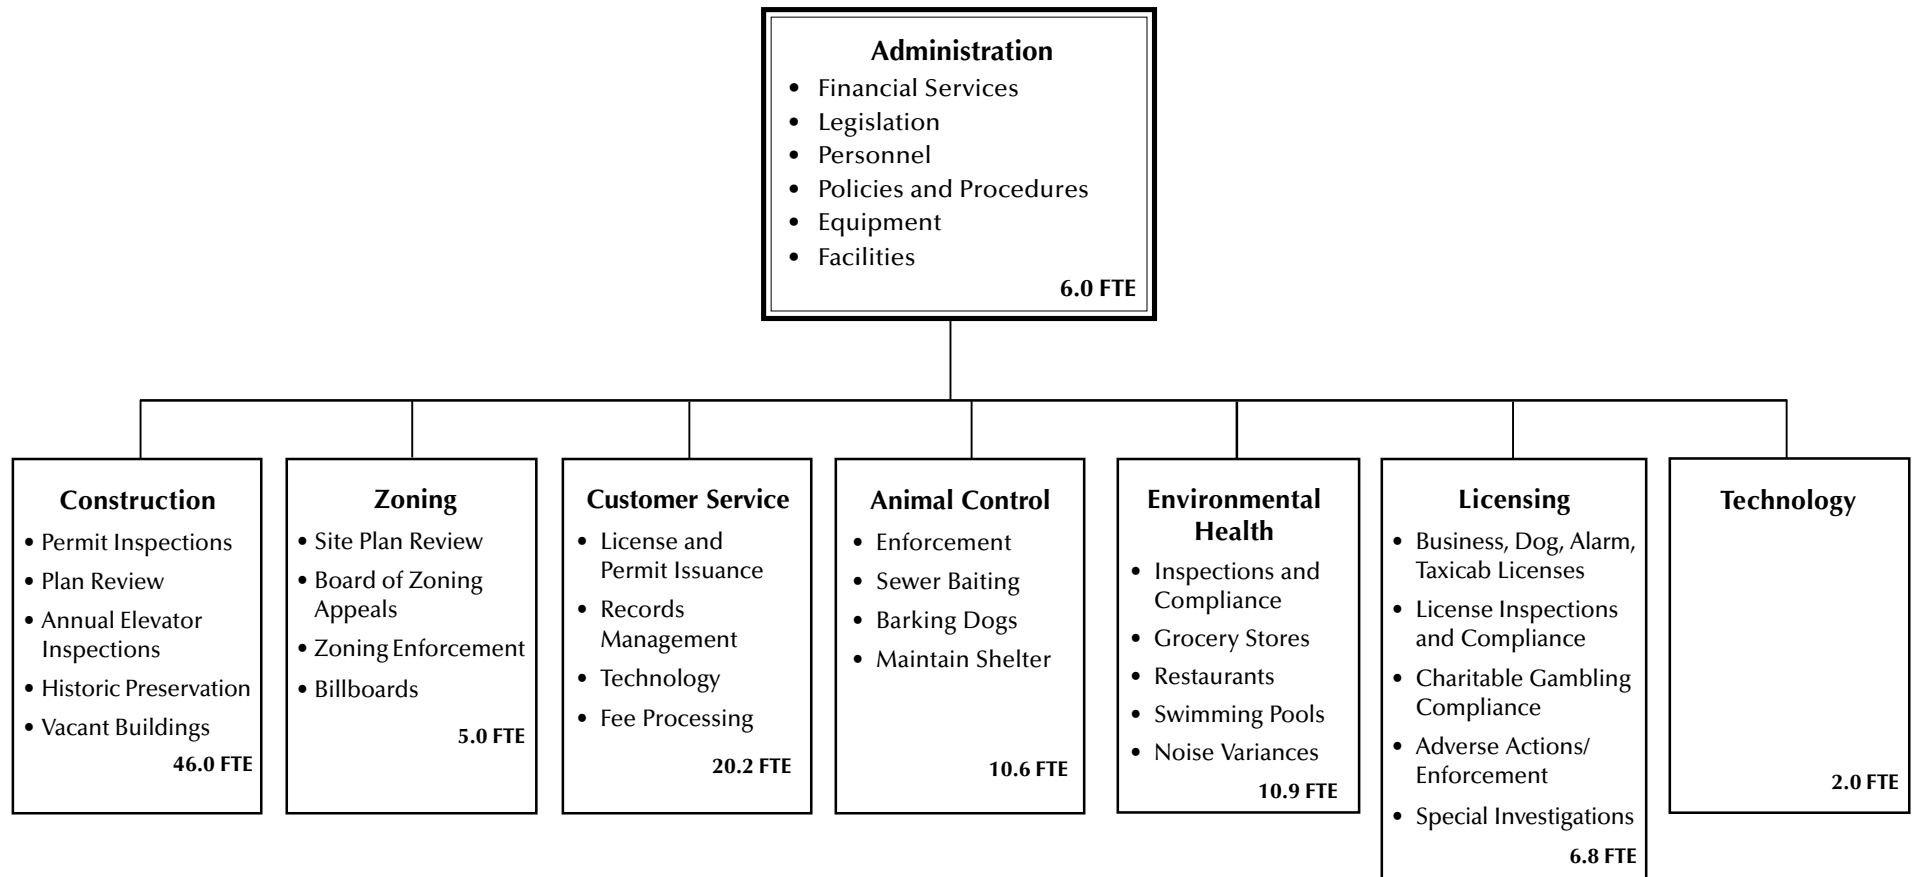 Administration
• Financial Services
• Legislation
• Personnel
• Policies and Procedures
• Equipment
• Facilities
6.0 FTE
Construction
• Permit Inspections
• Plan Review
• Annual Elevator
Inspections
• Historic Preservation
• Vacant Buildings
46.0 FTE
Zoning
• Site Plan Review
• Board of Zoning
Appeals
• Zoning Enforcement
• Billboards
5.0 FTE
Customer Service
• License and
Permit Issuance
• Records
Management
• Technology
• Fee Processing
20.2 FTE
Animal Control
• Enforcement
• Sewer Baiting
• Barking Dogs
• Maintain Shelter
10.6 FTE
Environmental
Health
• Inspections and
Compliance
• Grocery Stores
• Restaurants
• Swimming Pools
• Noise Variances
10.9 FTE
Licensing
• Business, Dog, Alarm,
Taxicab Licenses
• License Inspections
and Compliance
• Charitable Gambling
Compliance
• Adverse Actions/
Enforcement
• Special Investigations
6.8 FTE
Technology
2.0 FTE